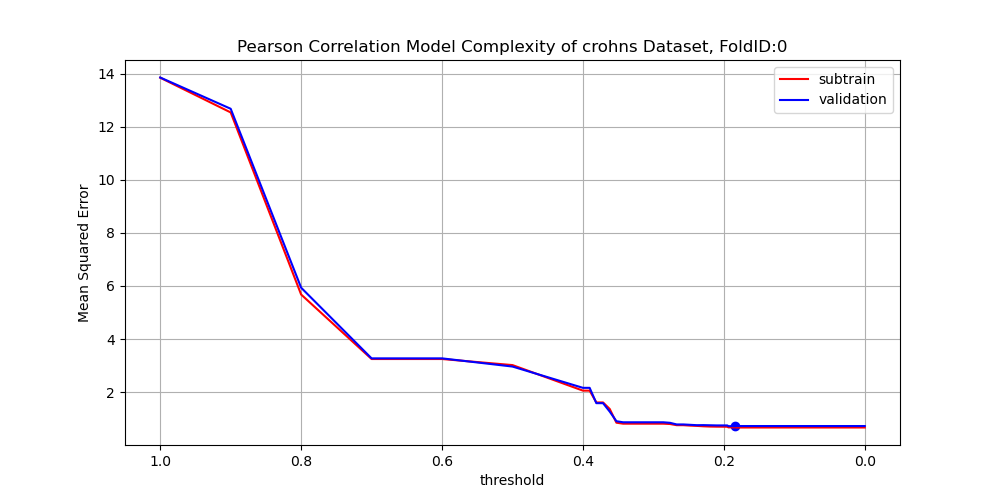 Pearson Correlation Model Complexity of crohns Dataset, FoldID:0
subtrain
validation
Mean Squared Error
14
12
10
8
6
4
2
1.0 0.8 0.6 0.4 0.2 0.0
threshold